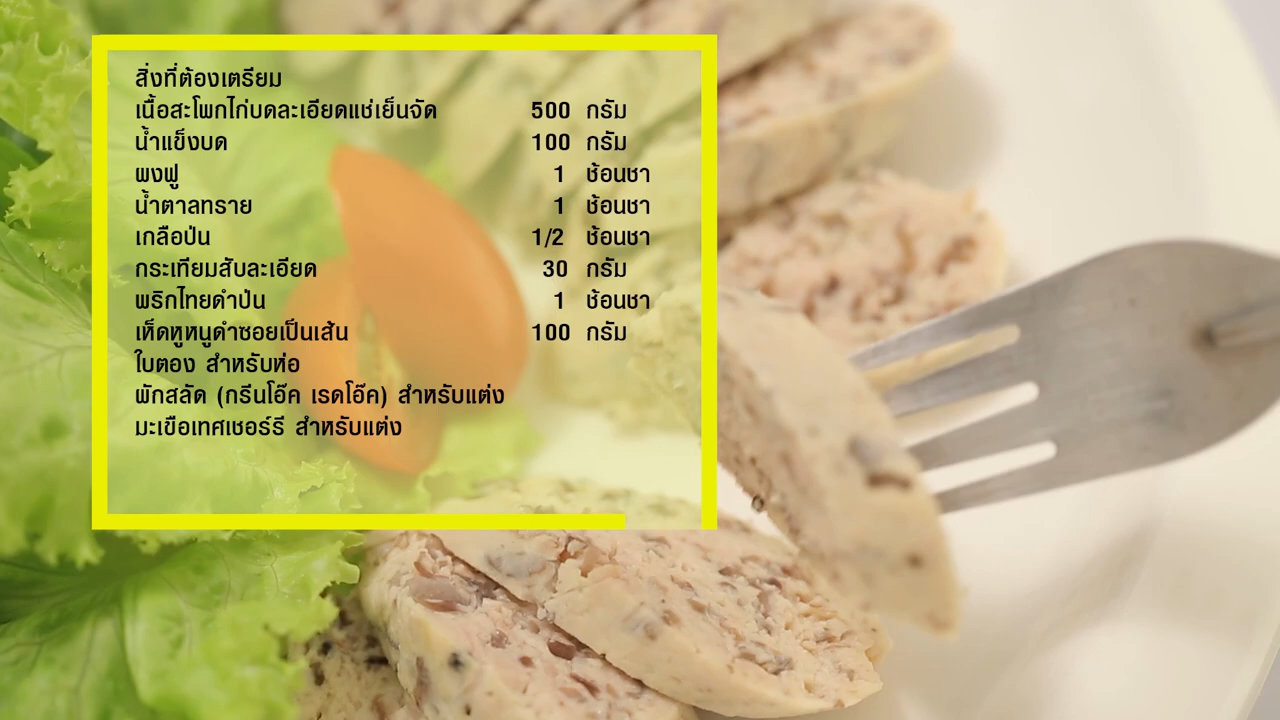 สิ่งที่ต้องเตรียม
เนื้อสะโพกไก่บดละเอียดแช่เย็นจัด 500 กรัม
น้ำแข็งบด 100 กรัม
ผงฟู 1 ช้อนชา
น้ำตาลทราย 1 ช้อนชา
เกลือป่น 1/2 ช้อนชา
กระเทียมสับละเอียด 30 กรัม
พริกไทยดำป่น 1 ช้อนชา
เห็ดหูหนูดำซอยเป็นเส้น 100 กรัม
ใบตอง สำหรับห่อ
ผักสลัด (กรีนโอ๊ค เรดโอ๊ค) สำหรับแต่ง
มะเขือเทศเชอร์รี สำหรับแต่ง